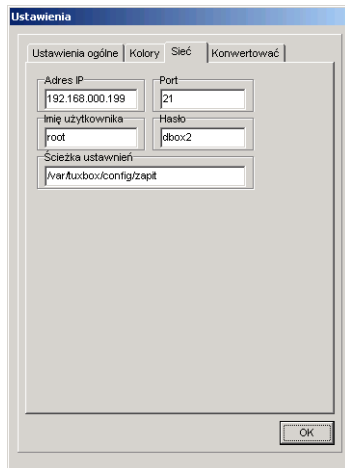 Ustawienia
Ustawienia ogólne Kolory Sieć Konwertować
Adres IP Port
192.168.000.199 21
Imię użytkownika Hasło
root dbox2
Ścieżka ustawnień
/var/tuxbox/config/zapit
OK